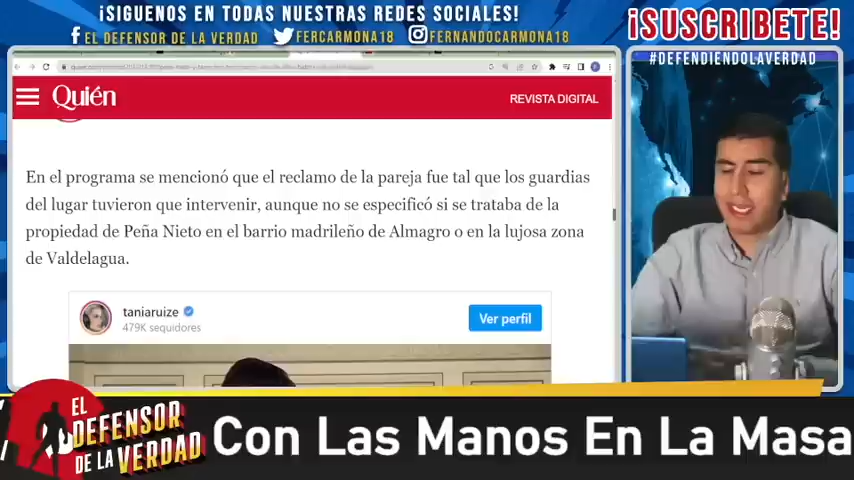 ¡SIGUENOS EN TODAS NUESTRAS REDES SOCIALES!
EL DEFENSOR DE LA VERDAD
FERCARMONA18
FERNANDOCARMONA18
¡SUSCRIBETE!
#DEFENDIENDOLAVERDAD
Quién
REVISTA DIGITAL
En el programa se mencionó que el reclamo de la pareja fue tal que los guardias
del lugar tuvieron que intervenir, aunque no se especificó si se trataba de la
propiedad de Peña Nieto en el barrio madrileño de Almagro o en la lujosa zona
de Valdelagua.
taniaruize
479K seguidores
Ver perfil
EL
DEFENSOR
DE LA VERDAD
Con Las Manos En La Masa